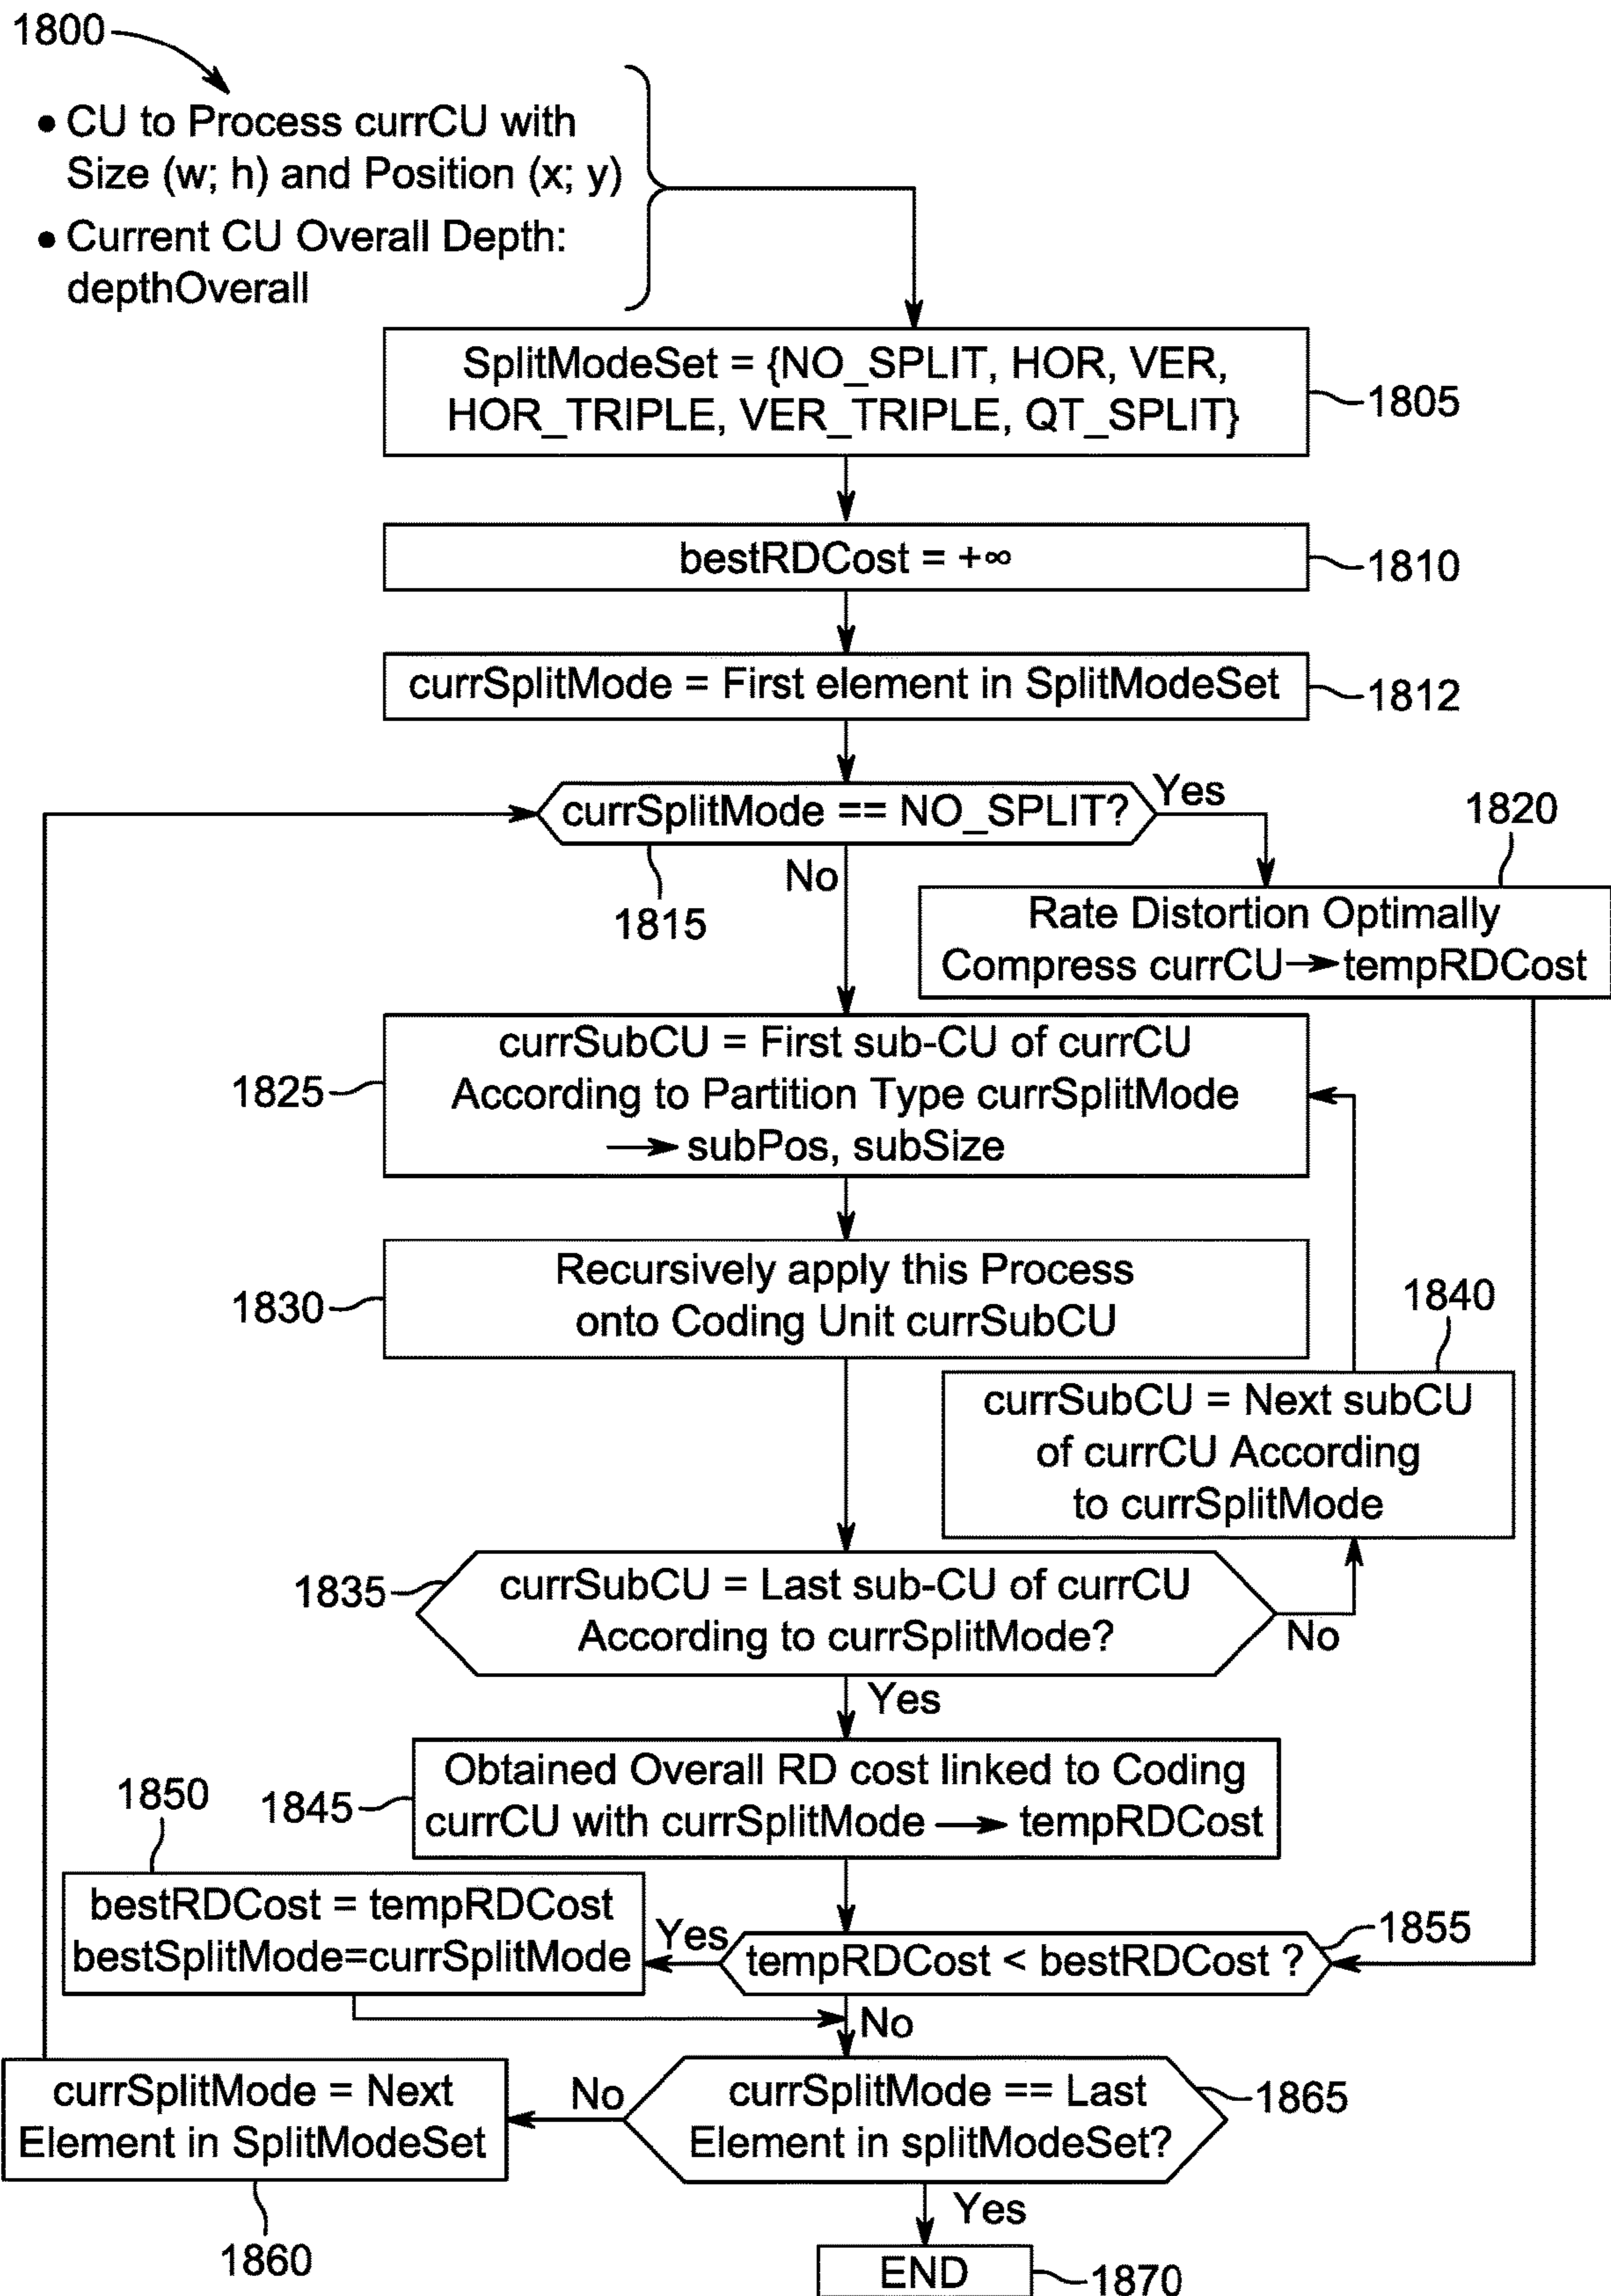 1800
• CU to Process currCU with
Size (w; h) and Position (x; y)
• Current CU Overall Depth:
depthOverall
SplitModeSet = {NO_SPLIT, HOR, VER,
HOR_TRIPLE, VER_TRIPLE, QT_SPLIT}
1805
bestRDCost = +∞
1810
currSplitMode = First element in SplitModeSet
1812
currSplitMode == NO_SPLIT?
Yes
1820
No
1815
Rate Distortion Optimally
Compress currCU→tempRDCost
currSubCU = First sub-CU of currCU
According to Partition Type currSplitMode
→ subPos, subSize
1825
Recursively apply this Process
onto Coding Unit currSubCU
1830
1840
currSubCU = Next subCU
of currCU According
to currSplitMode
1835
currSubCU = Last sub-CU of currCU
According to currSplitMode?
No
Yes
Obtained Overall RD cost linked to Coding
currCU with currSplitMode → tempRDCost
1845
1850
bestRDCost = tempRDCost
bestSplitMode=currSplitMode
Yes
tempRDCost < bestRDCost ?
1855
No
currSplitMode = Next
Element in SplitModeSet
No
currSplitMode == Last
Element in splitModeSet?
1865
1860
Yes
END
1870